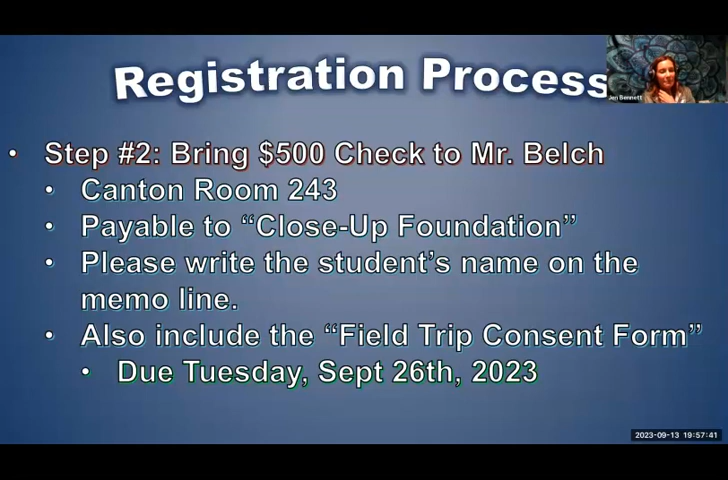 Registration Process
Jen Bennett
• Step #2: Bring $500 Check to Mr. Belch
• Canton Room 243
• Payable to “Close-Up Foundation”
• Please write the student’s name on the
memo line.
• Also include the “Field Trip Consent Form”
• Due Tuesday, Sept 26th, 2023
2023-09-13 19:57:41